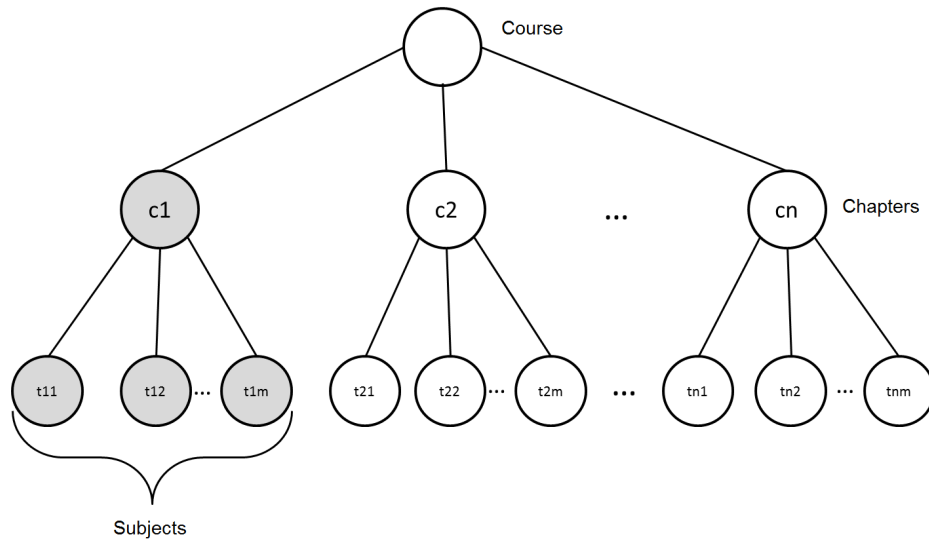 Course
c1
c2
...
cn
Chapters
t11
t12
...
t1m
t21
t22
...
t2m
...
tn1
tn2
...
tnm
Subjects